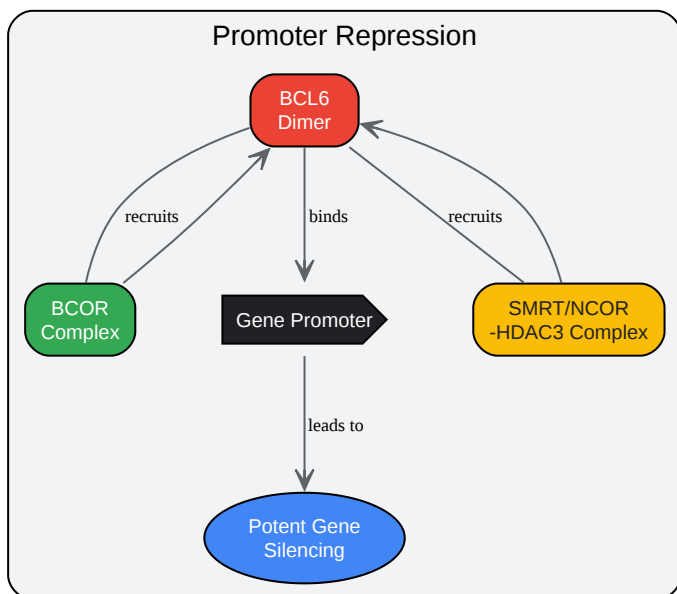 Promoter Repression
BCL6
Dimer
recruits
binds
recruits
BCOR
Complex
Gene Promoter
SMRT/NCOR
-HDAC3 Complex
leads to
Potent Gene
Silencing